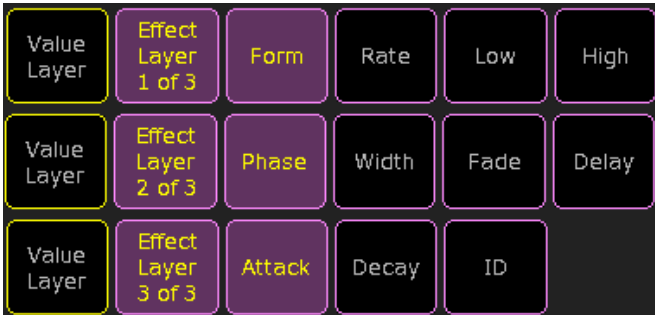 Value Layer Effect Layer 1 of 3 Form Rate Low High
Value Layer Effect Layer 2 of 3 Phase Width Fade Delay
Value Layer Effect Layer 3 of 3 Attack Decay ID